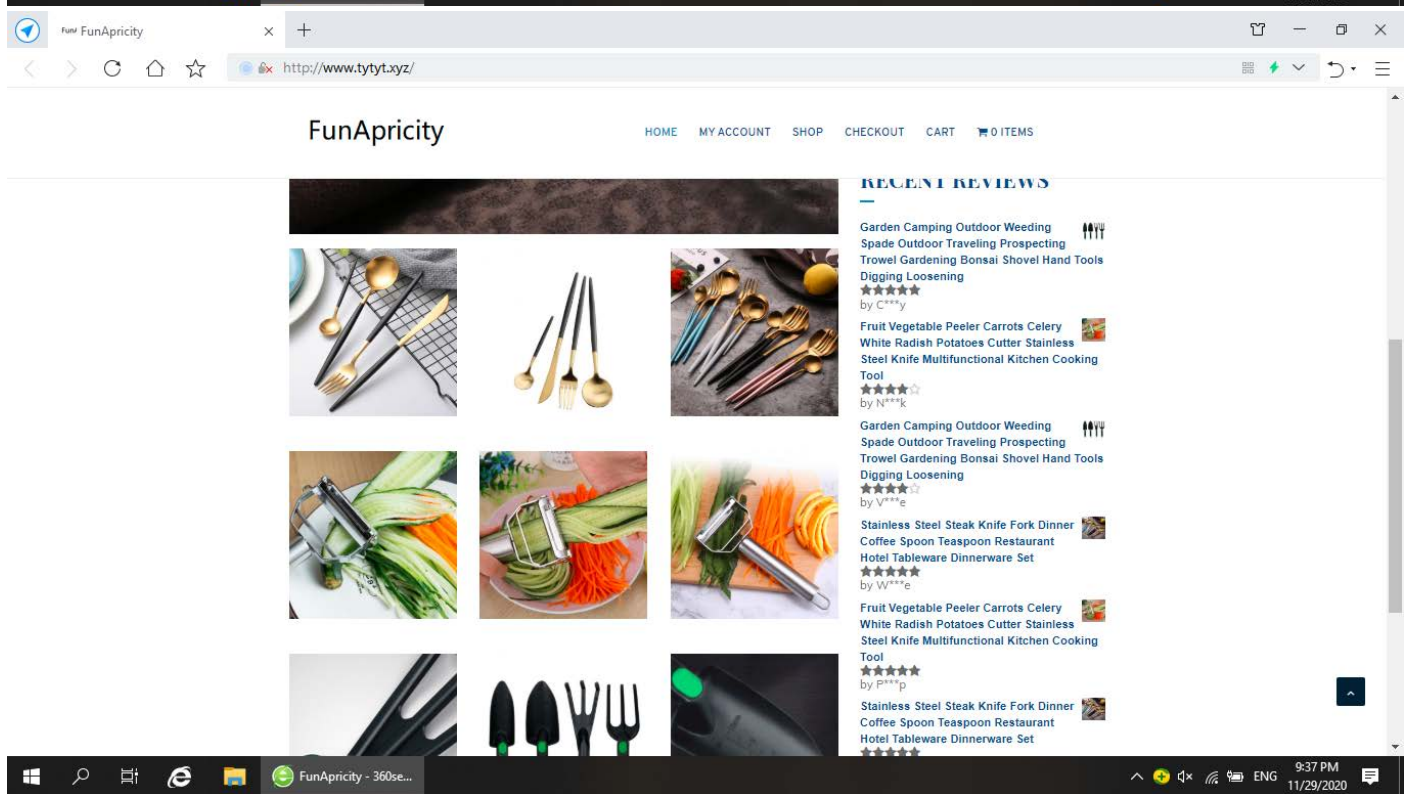 FunApricity
http://www.tytyt.xyz/
FunApricity
HOME MY ACCOUNT SHOP CHECKOUT CART 0 ITEMS
RECENT REVIEWS
Garden Camping Outdoor Weeding
Spade Outdoor Traveling Prospecting
Trowel Gardening Bonsai Shovel Hand Tools
Digging Loosening
by C***y
Fruit Vegetable Peeler Carrots Celery
White Radish Potatoes Cutter Stainless
Steel Knife Multifunctional Kitchen Cooking
Tool
by N***k
Garden Camping Outdoor Weeding
Spade Outdoor Traveling Prospecting
Trowel Gardening Bonsai Shovel Hand Tools
Digging Loosening
by V***e
Stainless Steel Steak Knife Fork Dinner
Coffee Spoon Teaspoon Restaurant
Hotel Tableware Dinnerware Set
by W***e
Fruit Vegetable Peeler Carrots Celery
White Radish Potatoes Cutter Stainless
Steel Knife Multifunctional Kitchen Cooking
Tool
by P***p
Stainless Steel Steak Knife Fork Dinner
Coffee Spoon Teaspoon Restaurant
Hotel Tableware Dinnerware Set
FunApricity - 360se...
ENG
9:37 PM
11/29/2020